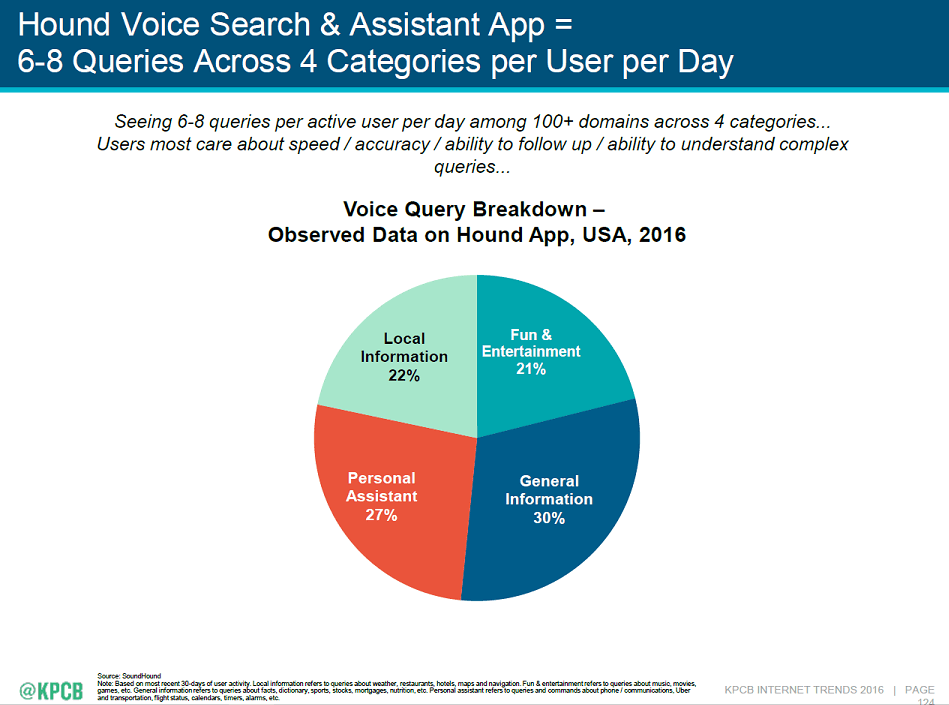 Hound Voice Search & Assistant App =
6-8 Queries Across 4 Categories per User per Day
Seeing 6-8 queries per active user per day among 100+ domains across 4 categories...
Users most care about speed / accuracy / ability to follow up / ability to understand complex
queries...
Voice Query Breakdown –
Observed Data on Hound App, USA, 2016
Local
Information
22%
Fun &
Entertainment
21%
Personal
Assistant
27%
General
Information
30%
@KPCB
Source: SoundHound
Note: Based on most recent 30-days of user activity. Local information refers to queries about weather, restaurants, hotels, maps and navigation. Fun & entertainment refers to queries about music, movies,
games, etc. General information refers to queries about facts, dictionary, sports, stocks, mortgages, nutrition, etc. Personal assistant refers to queries and commands about phone / communications, Uber
and transportation, flight status, calendars, timers, alarms, etc.
KPCB INTERNET TRENDS 2016 | PAGE
124